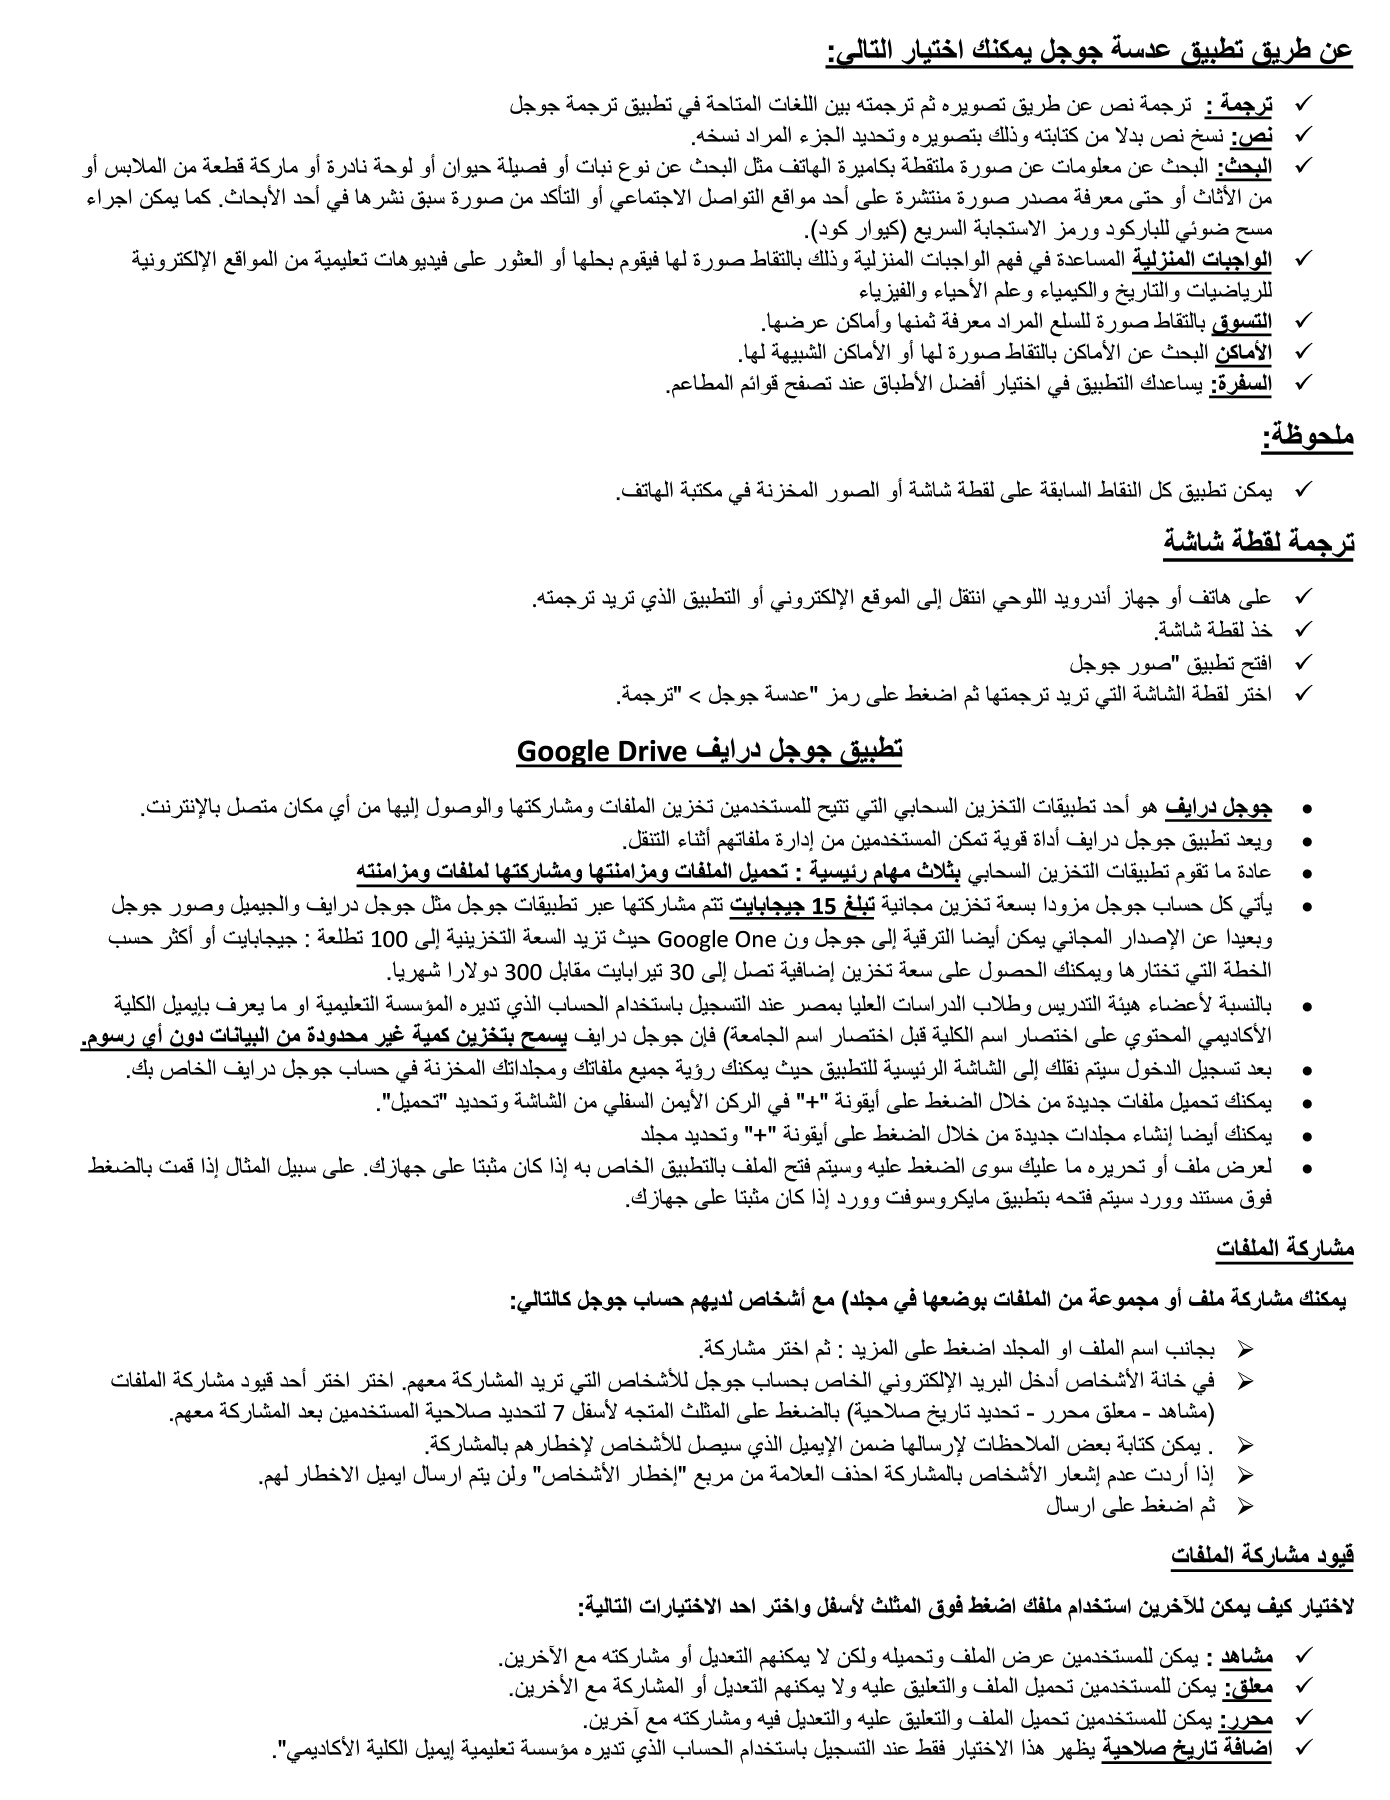 عن طريق تطبيق عدسة جوجل يمكنك اختيار التالي:
✓ ترجمة : ترجمة نص عن طريق تصويره ثم ترجمته بين اللغات المتاحة في تطبيق ترجمة جوجل
✓ نص: نسخ نص بدلا من كتابته وذلك بتصويره وتحديد الجزء المراد نسخه.
✓ البحث: البحث عن معلومات عن صورة ملتقطة بكاميرة الهاتف مثل البحث عن نوع نبات أو فصيلة حيوان أو لوحة نادرة أو ماركة قطعة من الملابس أو
من الأثاث أو حتى معرفة مصدر صورة منتشرة على أحد مواقع التواصل الاجتماعي أو التأكد من صورة سبق نشرها في أحد الأبحاث. كما يمكن اجراء
مسح ضوئي للباركود ورمز الاستجابة السريع (كيوار كود).
✓ الواجبات المنزلية المساعدة في فهم الواجبات المنزلية وذلك بالتقاط صورة لها فيقوم بحلها أو العثور على فيديوهات تعليمية من المواقع الإلكترونية
للرياضيات والتاريخ والكيمياء وعلم الأحياء والفيزياء
✓ التسوق بالتقاط صورة للسلع المراد معرفة ثمنها وأماكن عرضها.
✓ الأماكن البحث عن الأماكن بالتقاط صورة لها أو الأماكن الشبيهة لها.
✓ السفرة: يساعدك التطبيق في اختيار أفضل الأطباق عند تصفح قوائم المطاعم.
ملحوظة:
✓ يمكن تطبيق كل النقاط السابقة على لقطة شاشة أو الصور المخزنة في مكتبة الهاتف.
ترجمة لقطة شاشة
✓ على هاتف أو جهاز أندرويد اللوحي انتقل إلى الموقع الإلكتروني أو التطبيق الذي تريد ترجمته.
✓ خذ لقطة شاشة.
✓ افتح تطبيق "صور جوجل
✓ اختر لقطة الشاشة التي تريد ترجمتها ثم اضغط على رمز "عدسة جوجل > "ترجمة.
تطبيق جوجل درايف Google Drive
• جوجل درايف هو أحد تطبيقات التخزين السحابي التي تتيح للمستخدمين تخزين الملفات ومشاركتها والوصول إليها من أي مكان متصل بالإنترنت.
• ويعد تطبيق جوجل درايف أداة قوية تمكن المستخدمين من إدارة ملفاتهم أثناء التنقل.
• عادة ما تقوم تطبيقات التخزين السحابي بثلاث مهام رئيسية : تحميل الملفات ومزامنتها ومشاركتها لملفات ومزامنته
• يأتي كل حساب جوجل مزودا بسعة تخزين مجانية تبلغ 15 جيجابايت تتم مشاركتها عبر تطبيقات جوجل مثل جوجل درايف والجيميل وصور جوجل
وبعيدا عن الإصدار المجاني يمكن أيضا الترقية إلى جوجل ون Google One حيث تزيد السعة التخزينية إلى 100 تطلعة : جيجابايت أو أكثر حسب
الخطة التي تختارها ويمكنك الحصول على سعة تخزين إضافية تصل إلى 30 تيرابايت مقابل 300 دولارا شهريا.
• بالنسبة لأعضاء هيئة التدريس وطلاب الدراسات العليا بمصر عند التسجيل باستخدام الحساب الذي تديره المؤسسة التعليمية او ما يعرف بإيميل الكلية
الأكاديمي المحتوي على اختصار اسم الكلية قبل اختصار اسم الجامعة) فإن جوجل درايف يسمح بتخزين كمية غير محدودة من البيانات دون أي رسوم.
• بعد تسجيل الدخول سيتم نقلك إلى الشاشة الرئيسية للتطبيق حيث يمكنك رؤية جميع ملفاتك ومجلداتك المخزنة في حساب جوجل درايف الخاص بك.
• يمكنك تحميل ملفات جديدة من خلال الضغط على أيقونة "+" في الركن الأيمن السفلي من الشاشة وتحديد "تحميل".
• يمكنك أيضا إنشاء مجلدات جديدة من خلال الضغط على أيقونة "+" وتحديد مجلد
• لعرض ملف أو تحريره ما عليك سوى الضغط عليه وسيتم فتح الملف بالتطبيق الخاص به إذا كان مثبتا على جهازك. على سبيل المثال إذا قمت بالضغط
فوق مستند وورد سيتم فتحه بتطبيق مايكروسوفت وورد إذا كان مثبتا على جهازك.
مشاركة الملفات
يمكنك مشاركة ملف أو مجموعة من الملفات بوضعها في مجلد) مع أشخاص لديهم حساب جوجل كالتالي:
➢ بجانب اسم الملف او المجلد اضغط على المزيد : ثم اختر مشاركة.
➢ في خانة الأشخاص أدخل البريد الإلكتروني الخاص بحساب جوجل للأشخاص التي تريد المشاركة معهم. اختر اختر أحد قيود مشاركة الملفات
(مشاهد - معلق محرر - تحديد تاريخ صلاحية) بالضغط على المثلث المتجه لأسفل 7 لتحديد صلاحية المستخدمين بعد المشاركة معهم.
➢ . يمكن كتابة بعض الملاحظات لإرسالها ضمن الإيميل الذي سيصل للأشخاص لإخطارهم بالمشاركة.
➢ إذا أردت عدم إشعار الأشخاص بالمشاركة احذف العلامة من مربع "إخطار الأشخاص" ولن يتم ارسال ايميل الاخطار لهم.
➢ ثم اضغط على ارسال
قيود مشاركة الملفات
لاختيار كيف يمكن للآخرين استخدام ملفك اضغط فوق المثلث لأسفل واختر احد الاختيارات التالية:
✓ مشاهد : يمكن للمستخدمين عرض الملف وتحميله ولكن لا يمكنهم التعديل أو مشاركته مع الآخرين.
✓ معلق: يمكن للمستخدمين تحميل الملف والتعليق عليه ولا يمكنهم التعديل أو المشاركة مع الأخرين.
✓ محرر: يمكن للمستخدمين تحميل الملف والتعليق عليه والتعديل فيه ومشاركته مع آخرين.
✓ اضافة تاريخ صلاحية يظهر هذا الاختيار فقط عند التسجيل باستخدام الحساب الذي تديره مؤسسة تعليمية إيميل الكلية الأكاديمي".